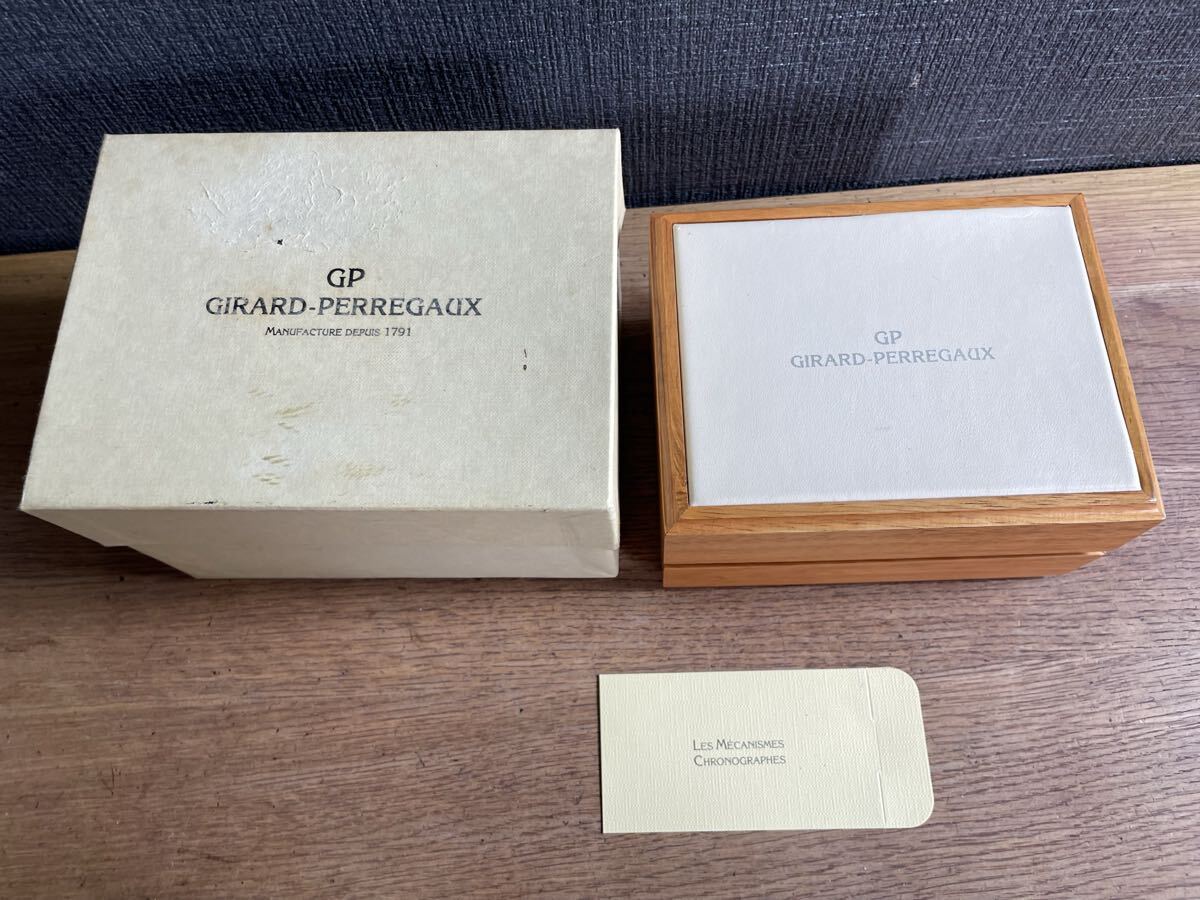 GP
GIRARD-PERREGAUX
MANUFACTURE DEPUIS 1791
GP
GIRARD-PERREGAUX
LES MÉCANISMES
CHRONOGRAPHES